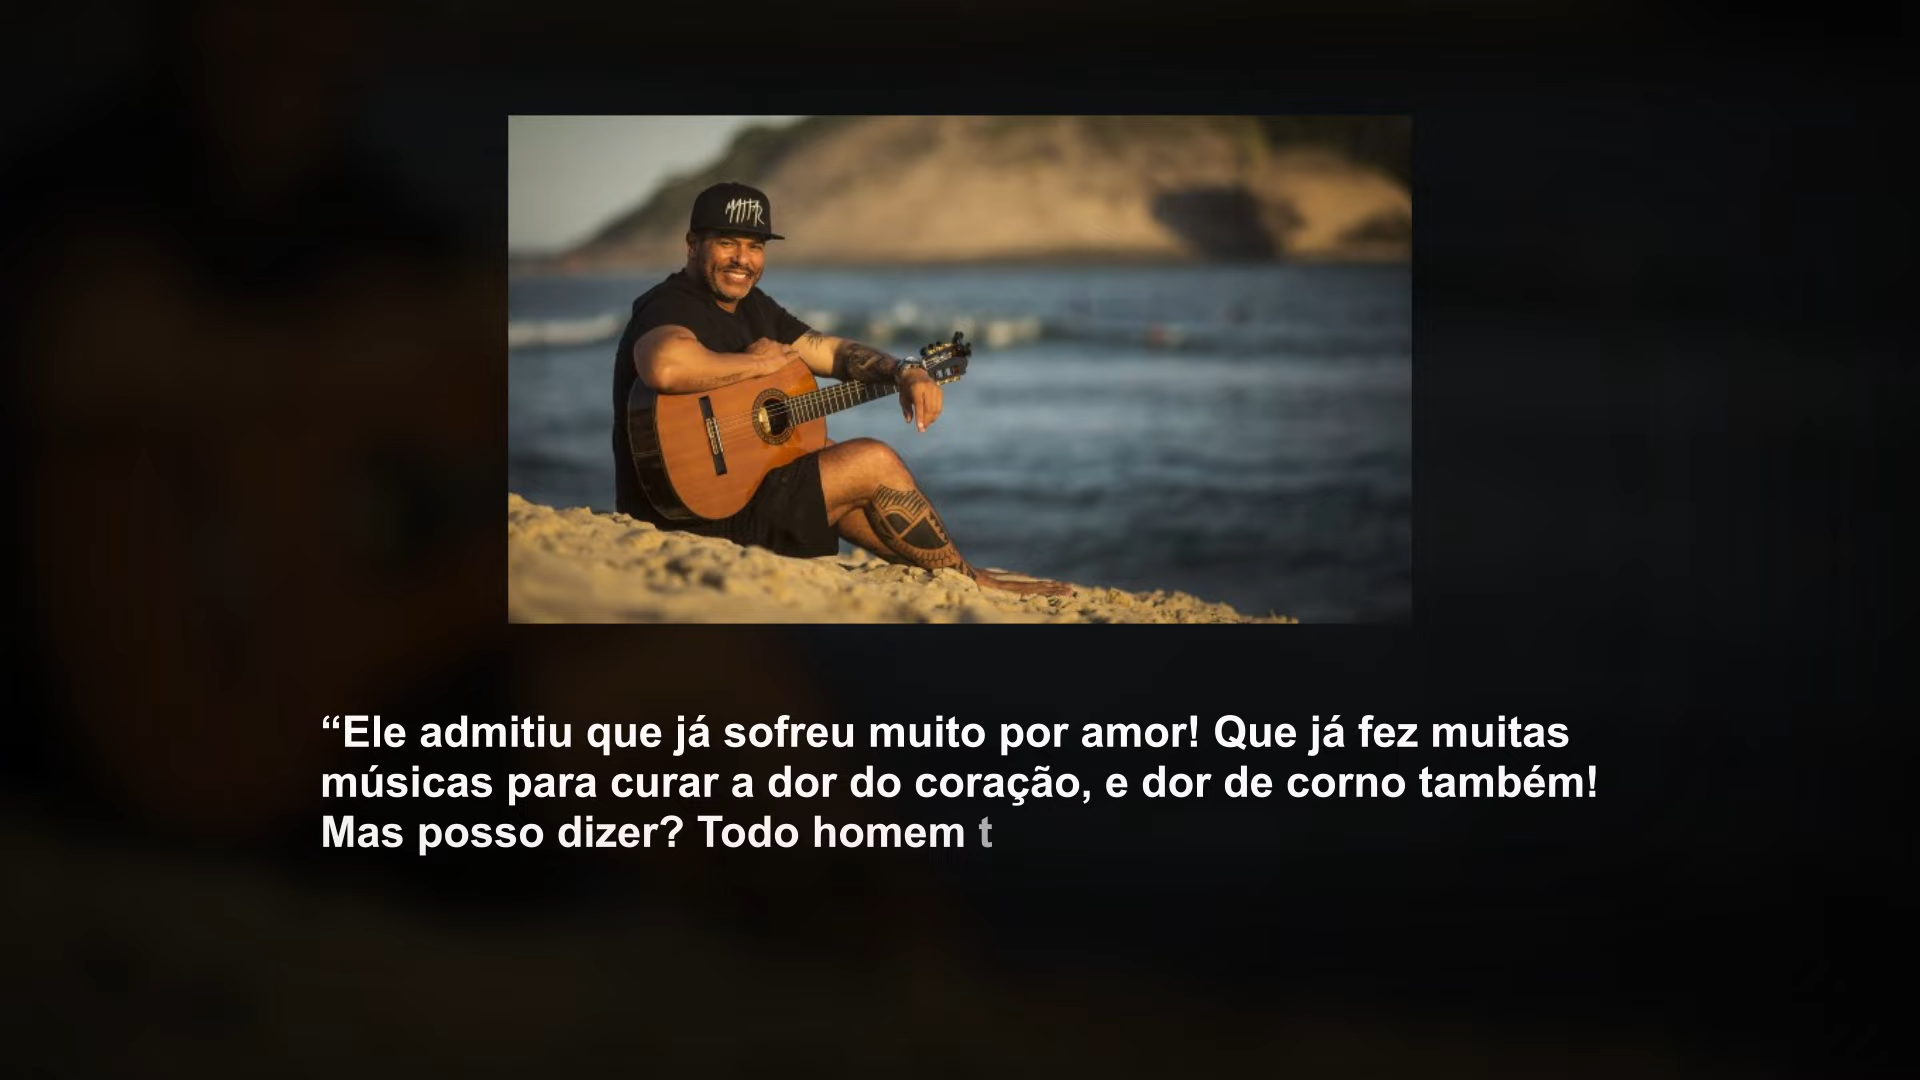 MATTAR
“Ele admitiu que já sofreu muito por amor! Que já fez muitas
músicas para curar a dor do coração, e dor de corno também!
Mas posso dizer? Todo homem t